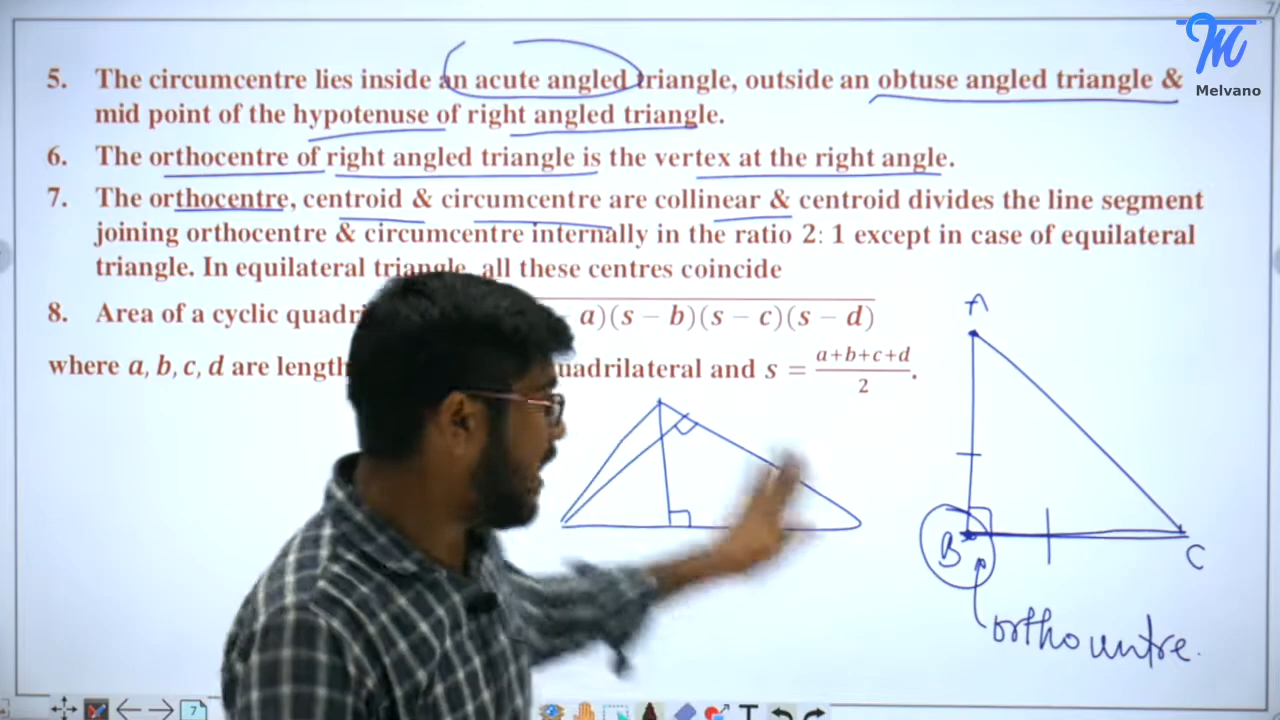 Melvano
5. The circumcentre lies inside an acute angled triangle, outside an obtuse angled triangle &
mid point of the hypotenuse of right angled triangle.
6. The orthocentre of right angled triangle is the vertex at the right angle.
7. The orthocentre, centroid & circumcentre are collinear & centroid divides the line segment
joining orthocentre & circumcentre internally in the ratio 2: 1 except in case of equilateral
triangle. In equilateral triangle, all these centres coincide
8. Area of a cyclic quadri a)(s − b)(s − c)(s − d)
where a, b, c, d are length uadrilateral and s = a+b+c+d/2.
A
B
C
orthocentre.
7